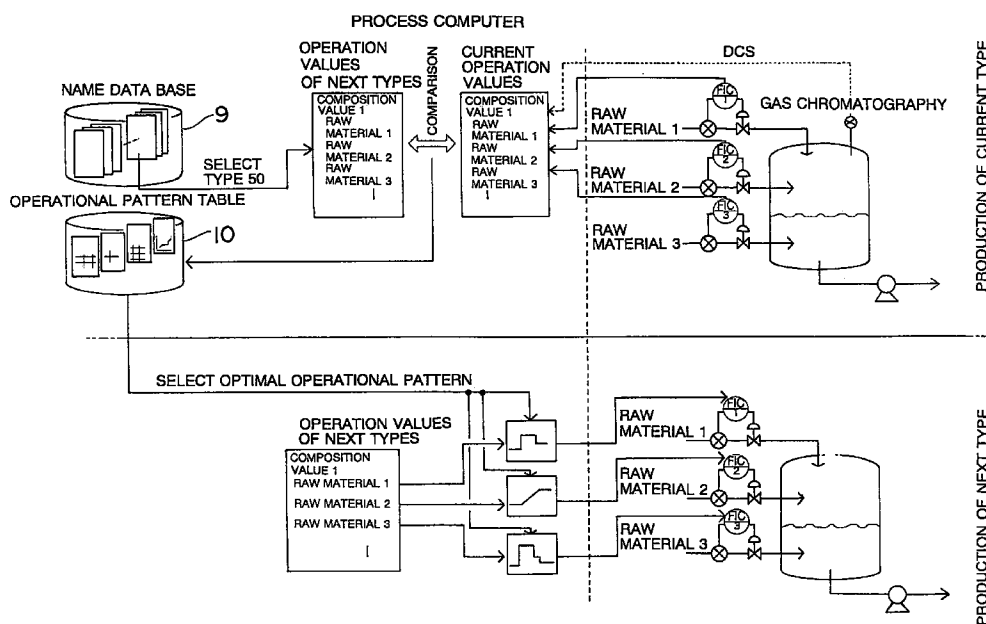 PROCESS COMPUTER
OPERATION
VALUES
OF NEXT TYPES
COMPARISON
CURRENT
OPERATION
VALUES
DCS
NAME DATA BASE
9
COMPOSITION
VALUE 1
RAW
MATERIAL 1
RAW
MATERIAL 2
RAW
MATERIAL 3
COMPOSITION
VALUE 1
RAW
MATERIAL 1
RAW
MATERIAL 2
RAW
MATERIAL 3
SELECT
TYPE 50
OPERATIONAL PATTERN TABLE
10
FIC
1
GAS CHROMATOGRAPHY
RAW
MATERIAL 1
FIC
2
RAW
MATERIAL 2
FIC
3
RAW
MATERIAL 3
PRODUCTION OF CURRENT TYPE
SELECT OPTIMAL OPERATIONAL PATTERN
OPERATION VALUES
OF NEXT TYPES
COMPOSITION
VALUE 1
RAW MATERIAL 1
RAW MATERIAL 2
RAW MATERIAL 3
RAW
MATERIAL 1
FIC
1
RAW
MATERIAL 2
FIC
2
RAW
MATERIAL 3
FIC
3
PRODUCTION OF NEXT TYPE